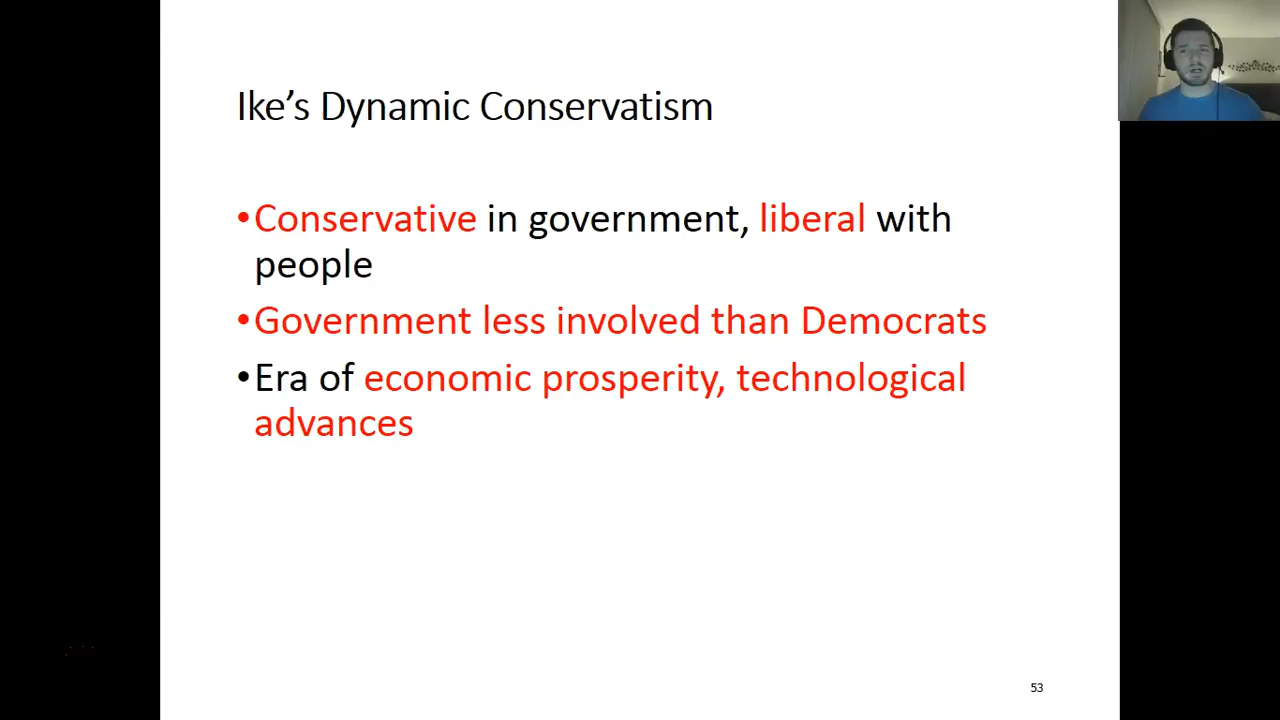 Ike’s Dynamic Conservatism
•Conservative in government, liberal with
people
•Government less involved than Democrats
•Era of economic prosperity, technological
advances
53